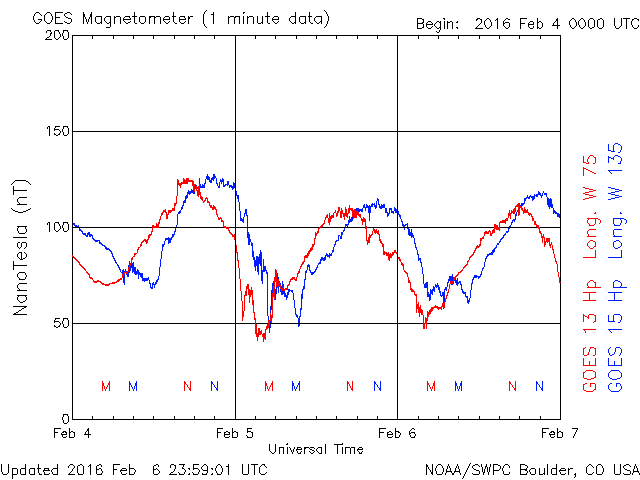 GOES Magnetometer (1 minute data)
Begin: 2016 Feb 4 0000 UTC
200
150
100
50
0
NanoTesla (nT)
M M N N M M N N M M N N
Feb 4 Feb 5 Feb 6 Feb 7
Universal Time
GOES 13 Hp Long. W 75
GOES 15 Hp Long. W 135
Updated 2016 Feb 6 23:59:01 UTC
NOAA/SWPC Boulder, CO USA